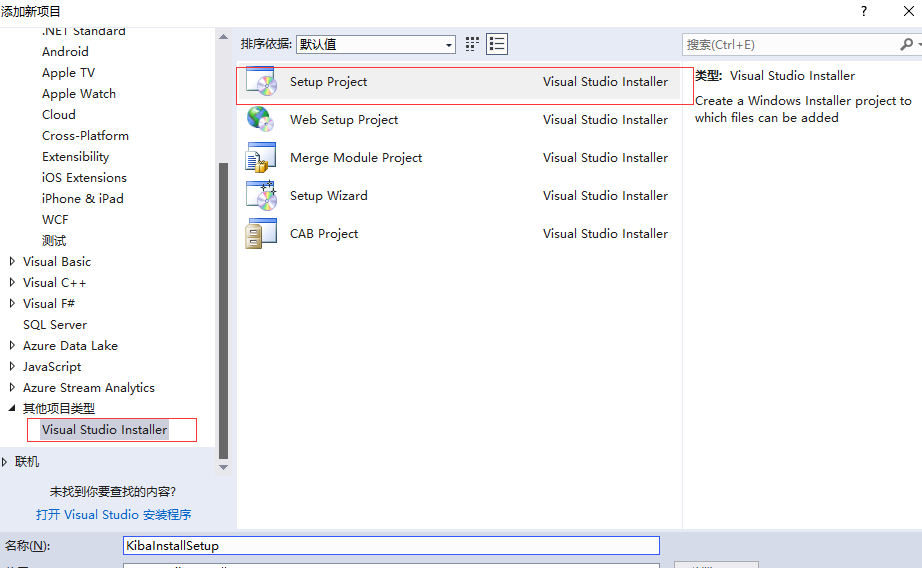 添加新项目
? ×
.NET Standard
Android
Apple TV
Apple Watch
Cloud
Cross-Platform
Extensibility
iOS Extensions
iPhone & iPad
WCF
测试
Visual Basic
Visual C++
Visual F#
SQL Server
Azure Data Lake
JavaScript
Azure Stream Analytics
其他项目类型
Visual Studio Installer
联机
未找到你要查找的内容?
打开 Visual Studio 安装程序
排序依据: 默认值
Setup Project Visual Studio Installer
Web Setup Project Visual Studio Installer
Merge Module Project Visual Studio Installer
Setup Wizard Visual Studio Installer
CAB Project Visual Studio Installer
搜索(Ctrl+E)
类型: Visual Studio Installer
Create a Windows Installer project to
which files can be added
名称(N): KibaInstallSetup